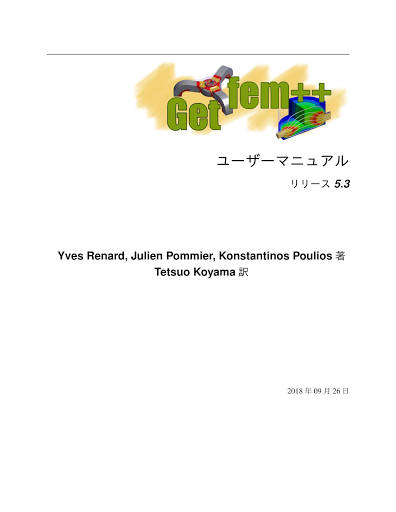 Get fem++
ユーザーマニュアル
リリース 5.3
Yves Renard, Julien Pommier, Konstantinos Poulios 著
Tetsuo Koyama 訳
2018 年 09 月 26 日